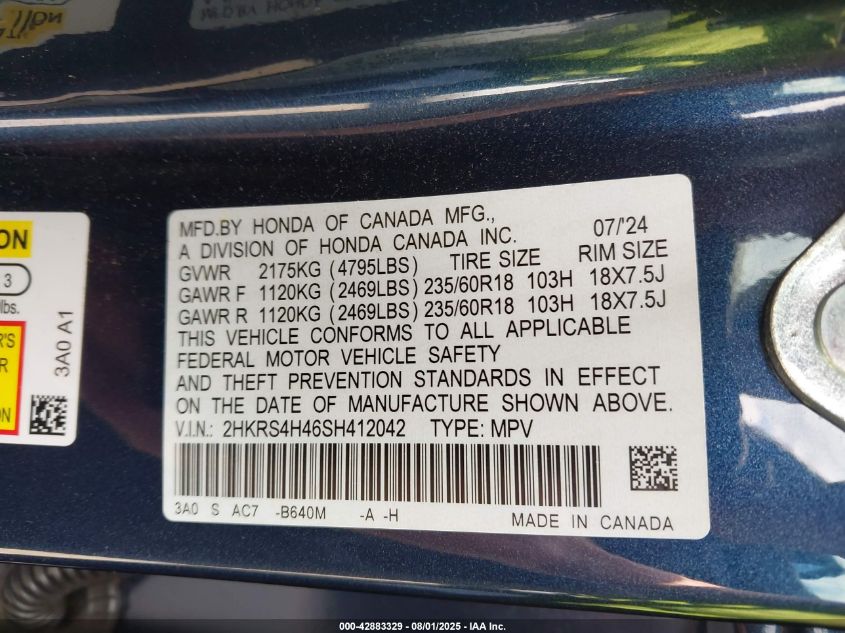 ON
3
lbs.
R'S
R
ON
3A0 A1
MFD.BY HONDA OF CANADA MFG., 07/'24
A DIVISION OF HONDA CANADA INC.
GVWR 2175KG (4795LBS) TIRE SIZE RIM SIZE
GAWR F 1120KG (2469LBS) 235/60R18 103H 18X7.5J
GAWR R 1120KG (2469LBS) 235/60R18 103H 18X7.5J
THIS VEHICLE CONFORMS TO ALL APPLICABLE
FEDERAL MOTOR VEHICLE SAFETY
AND THEFT PREVENTION STANDARDS IN EFFECT
ON THE DATE OF MANUFACTURE SHOWN ABOVE.
V.I.N.: 2HKRS4H46SH412042 TYPE: MPV
3A0 S AC7 -B640M -A -H MADE IN CANADA
000-42883329 - 08/01/2025 - IAA Inc.